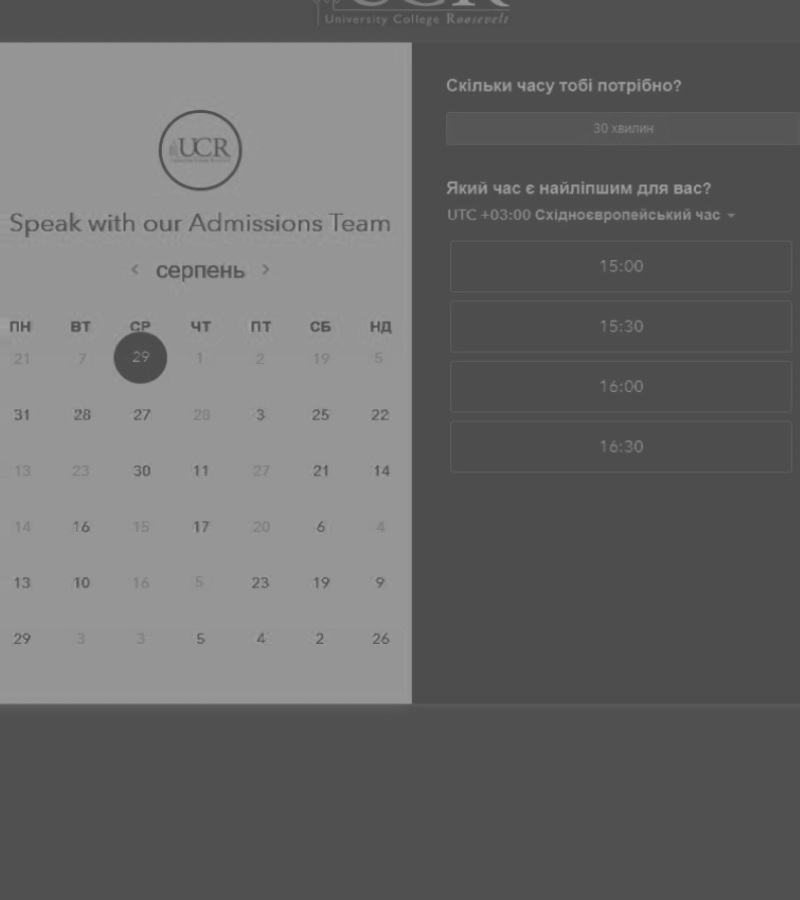 UCR
University College Roosevelt
UCR
Speak with our Admissions Team
серпень
ПН ВТ СР ЧТ ПТ СБ НД
21 7 29 1 2 19 5
31 28 27 28 3 25 22
13 23 30 11 27 21 14
14 16 15 17 20 6 4
13 10 16 5 23 19 9
29 3 3 5 4 2 26
Скільки часу тобі потрібно?
30 хвилин
Який час є найліпшим для вас?
UTC +03:00 Східноєвропейський час
15:00
15:30
16:00
16:30